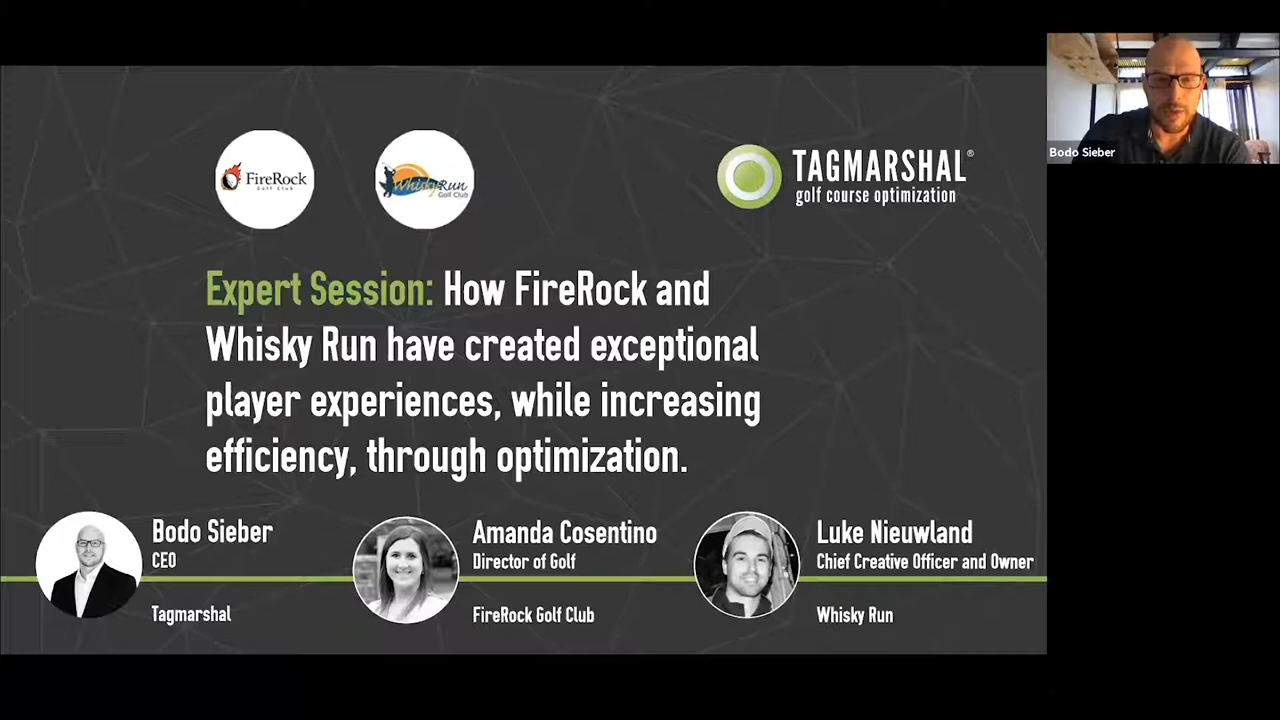 Bodo Sieber
FireRock
Golf Club
WhiskyRun
Golf Club
TAGMARSHAL®
golf course optimization
Expert Session: How FireRock and
Whisky Run have created exceptional
player experiences, while increasing
efficiency, through optimization.
Bodo Sieber
CEO
Tagmarshal
Amanda Cosentino
Director of Golf
FireRock Golf Club
Luke Nieuwland
Chief Creative Officer and Owner
Whisky Run